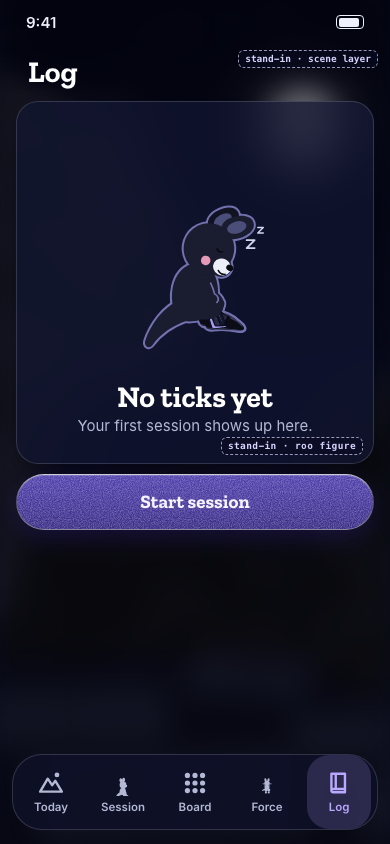 9:41
stand-in · scene layer
Log
z
Z
No ticks yet
Your first session shows up here.
stand-in · roo figure
Start session
Today
Session
Board
Force
Log